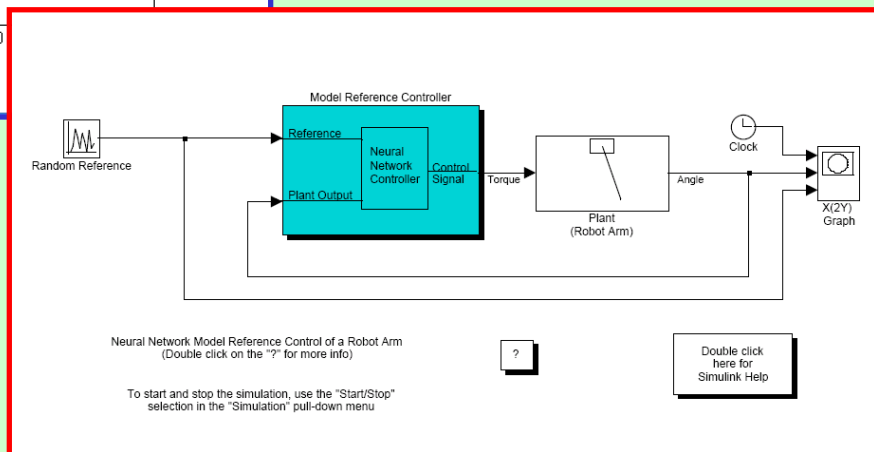 Model Reference Controller
Random Reference
Reference
Plant Output
Neural
Network
Controller
Control
Signal
Torque
Plant
(Robot Arm)
Angle
Clock
X(2Y)
Graph
Neural Network Model Reference Control of a Robot Arm
(Double click on the "?" for more info)
?
Double click
here for
Simulink Help
To start and stop the simulation, use the "Start/Stop"
selection in the "Simulation" pull-down menu